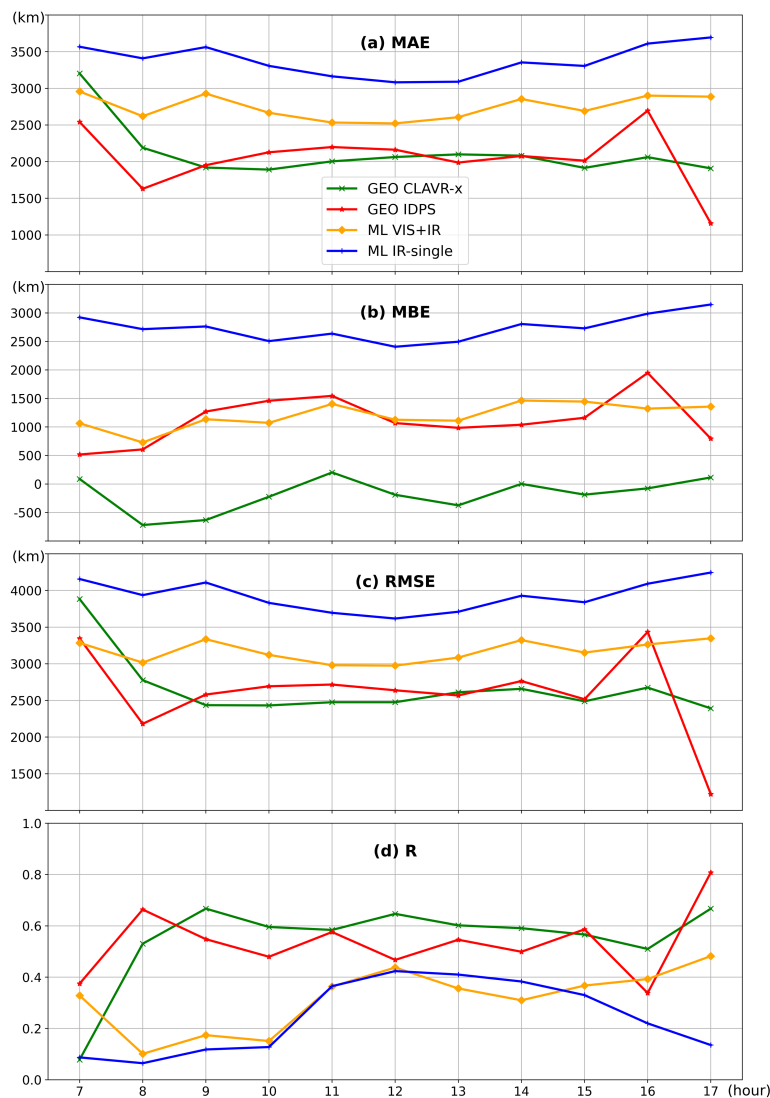 (km)
(a) MAE
3500
3000
2500
2000
1500
1000
GEO CLAVR-x
GEO IDPS
ML VIS+IR
ML IR-single
(km)
(b) MBE
3000
2500
2000
1500
1000
500
0
-500
(km)
(c) RMSE
4000
3500
3000
2500
2000
1500
(d) R
1.0
0.8
0.6
0.4
0.2
0.0
7 8 9 10 11 12 13 14 15 16 17 (hour)